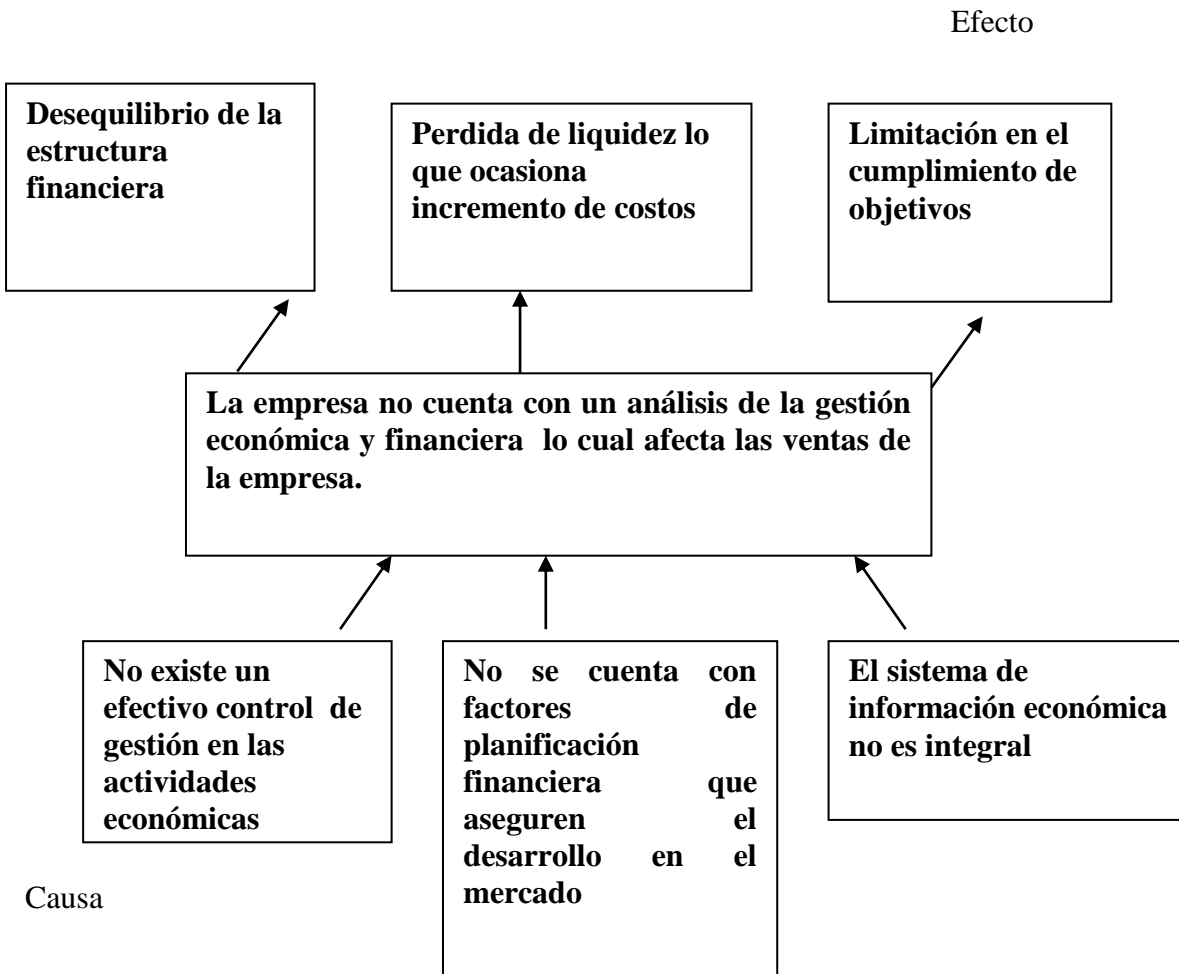 Efecto
Desequilibrio de la
estructura
financiera
Perdida de liquidez lo
que ocasiona
incremento de costos
Limitación en el
cumplimiento de
objetivos
La empresa no cuenta con un análisis de la gestión
económica y financiera lo cual afecta las ventas de
la empresa.
No existe un
efectivo control de
gestión en las
actividades
económicas
No se cuenta con
factores de
planificación
financiera que
aseguren el
desarrollo en el
mercado
El sistema de
información económica
no es integral
Causa